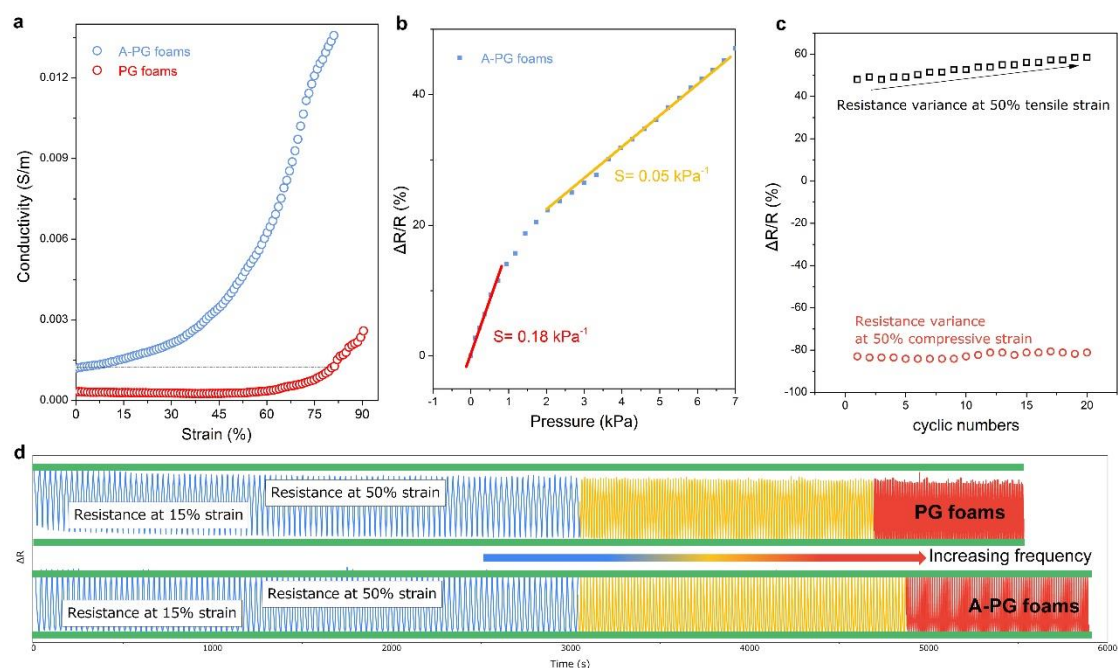 a
0.012
0.009
0.006
0.003
0.000
Conductivity (S/m)
A-PG foams
PG foams
0
15
30
45
60
75
90
Strain (%)
b
40
20
0
ΔR/R (%)
A-PG foams
S= 0.05 kPa⁻¹
S= 0.18 kPa⁻¹
-1
0
1
2
3
4
5
6
7
Pressure (kPa)
c
80
60
40
20
0
-20
-40
-60
-80
-100
ΔR/R (%)
Resistance variance at 50% tensile strain
Resistance variance
at 50% compressive strain
0
5
10
15
20
cyclic numbers
d
ΔR
Resistance at 50% strain
Resistance at 15% strain
PG foams
Increasing frequency
Resistance at 50% strain
Resistance at 15% strain
A-PG foams
0
1000
2000
3000
4000
5000
6000
Time (s)